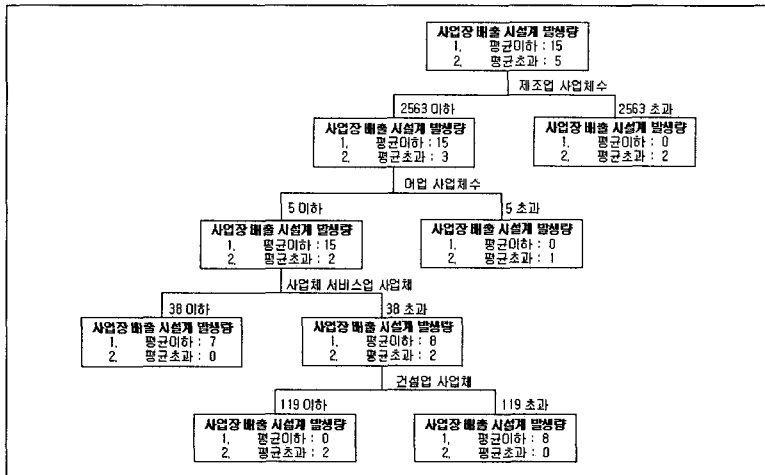 사업장 배출 시설계 발생량
1. 평균이하 : 15
2. 평균초과 : 5
제조업 사업체수
2563 이하
2563 초과
사업장 배출 시설계 발생량
1. 평균이하 : 15
2. 평균초과 : 3
사업장 배출 시설계 발생량
1. 평균이하 : 0
2. 평균초과 : 2
어업 사업체수
5 이하
5 초과
사업장 배출 시설계 발생량
1. 평균이하 : 15
2. 평균초과 : 2
사업장 배출 시설계 발생량
1. 평균이하 : 0
2. 평균초과 : 1
사업체 서비스업 사업체
38 이하
38 초과
사업장 배출 시설계 발생량
1. 평균이하 : 7
2. 평균초과 : 0
사업장 배출 시설계 발생량
1. 평균이하 : 8
2. 평균초과 : 2
건설업 사업체
119 이하
119 초과
사업장 배출 시설계 발생량
1. 평균이하 : 0
2. 평균초과 : 2
사업장 배출 시설계 발생량
1. 평균이하 : 8
2. 평균초과 : 0